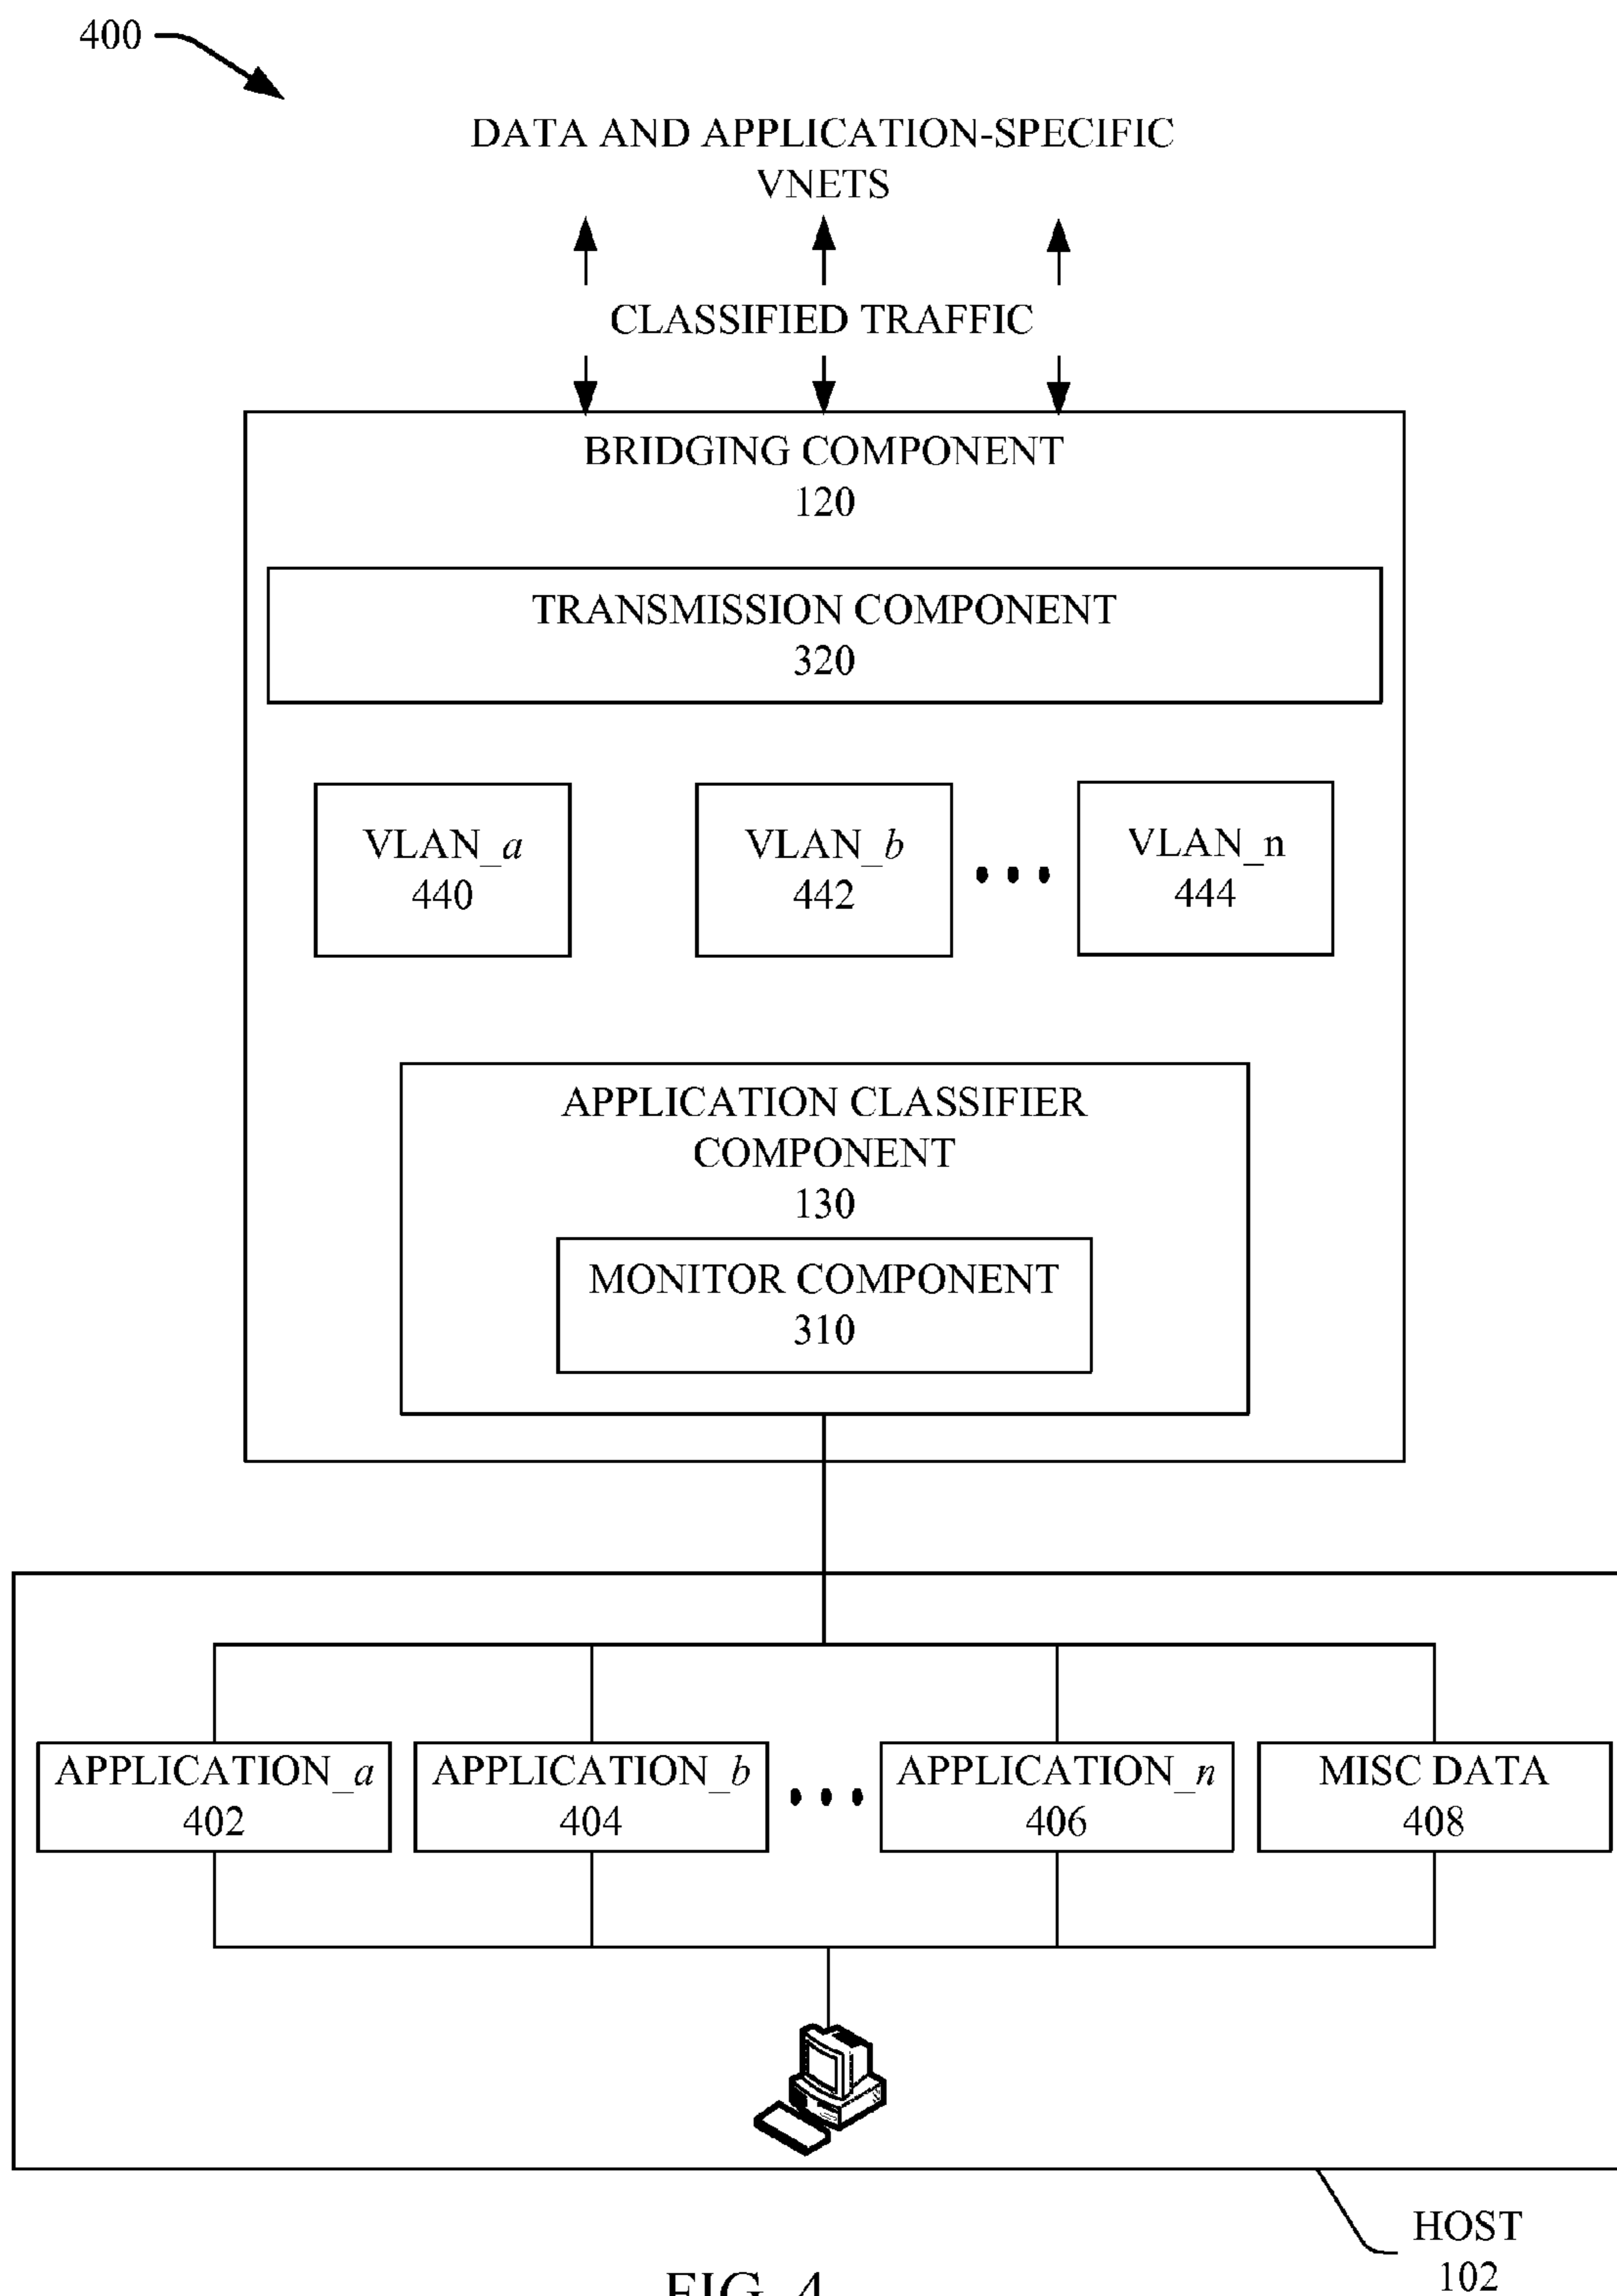 400
DATA AND APPLICATION-SPECIFIC
VNETS
CLASSIFIED TRAFFIC
BRIDGING COMPONENT
120
TRANSMISSION COMPONENT
320
VLAN_a
440
VLAN_b
442
VLAN_n
444
APPLICATION CLASSIFIER
COMPONENT
130
MONITOR COMPONENT
310
APPLICATION_a
402
APPLICATION_b
404
APPLICATION_n
406
MISC DATA
408
HOST
102
FIG. 4